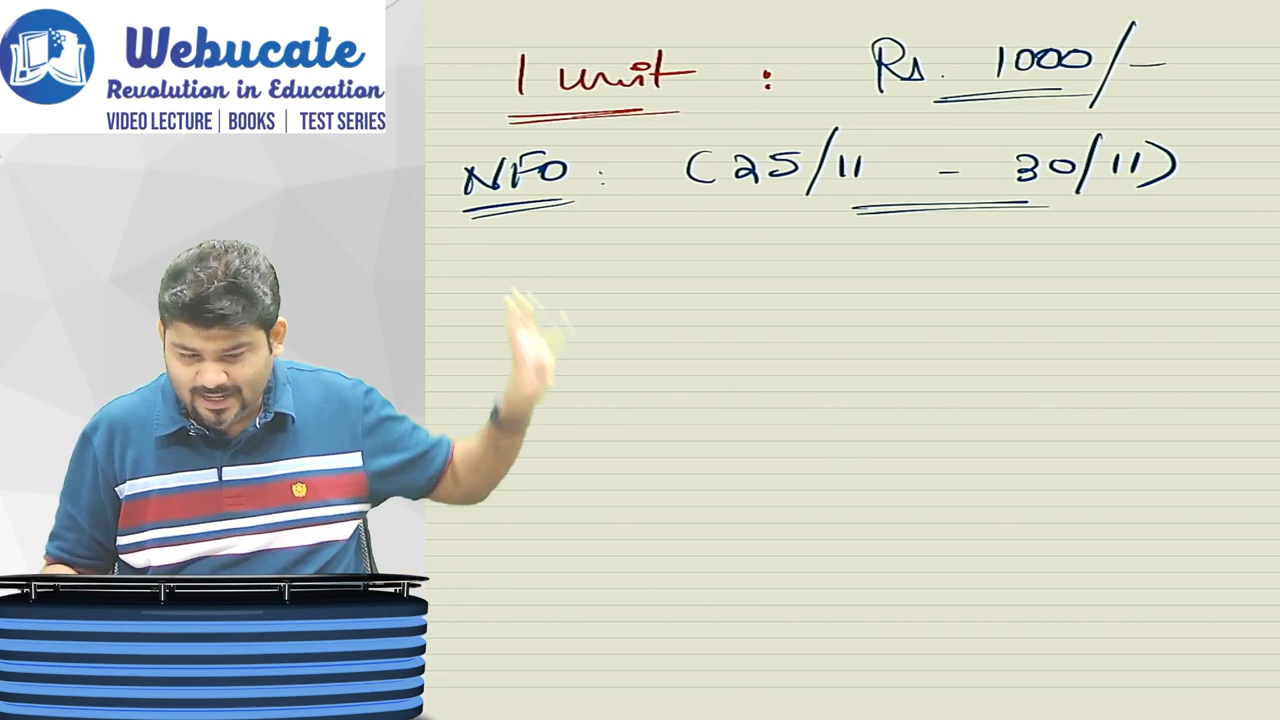 Webucate
Revolution in Education
VIDEO LECTURE | BOOKS | TEST SERIES
1 unit : Rs. 1000/-
NFO : (25/11 - 30/11)